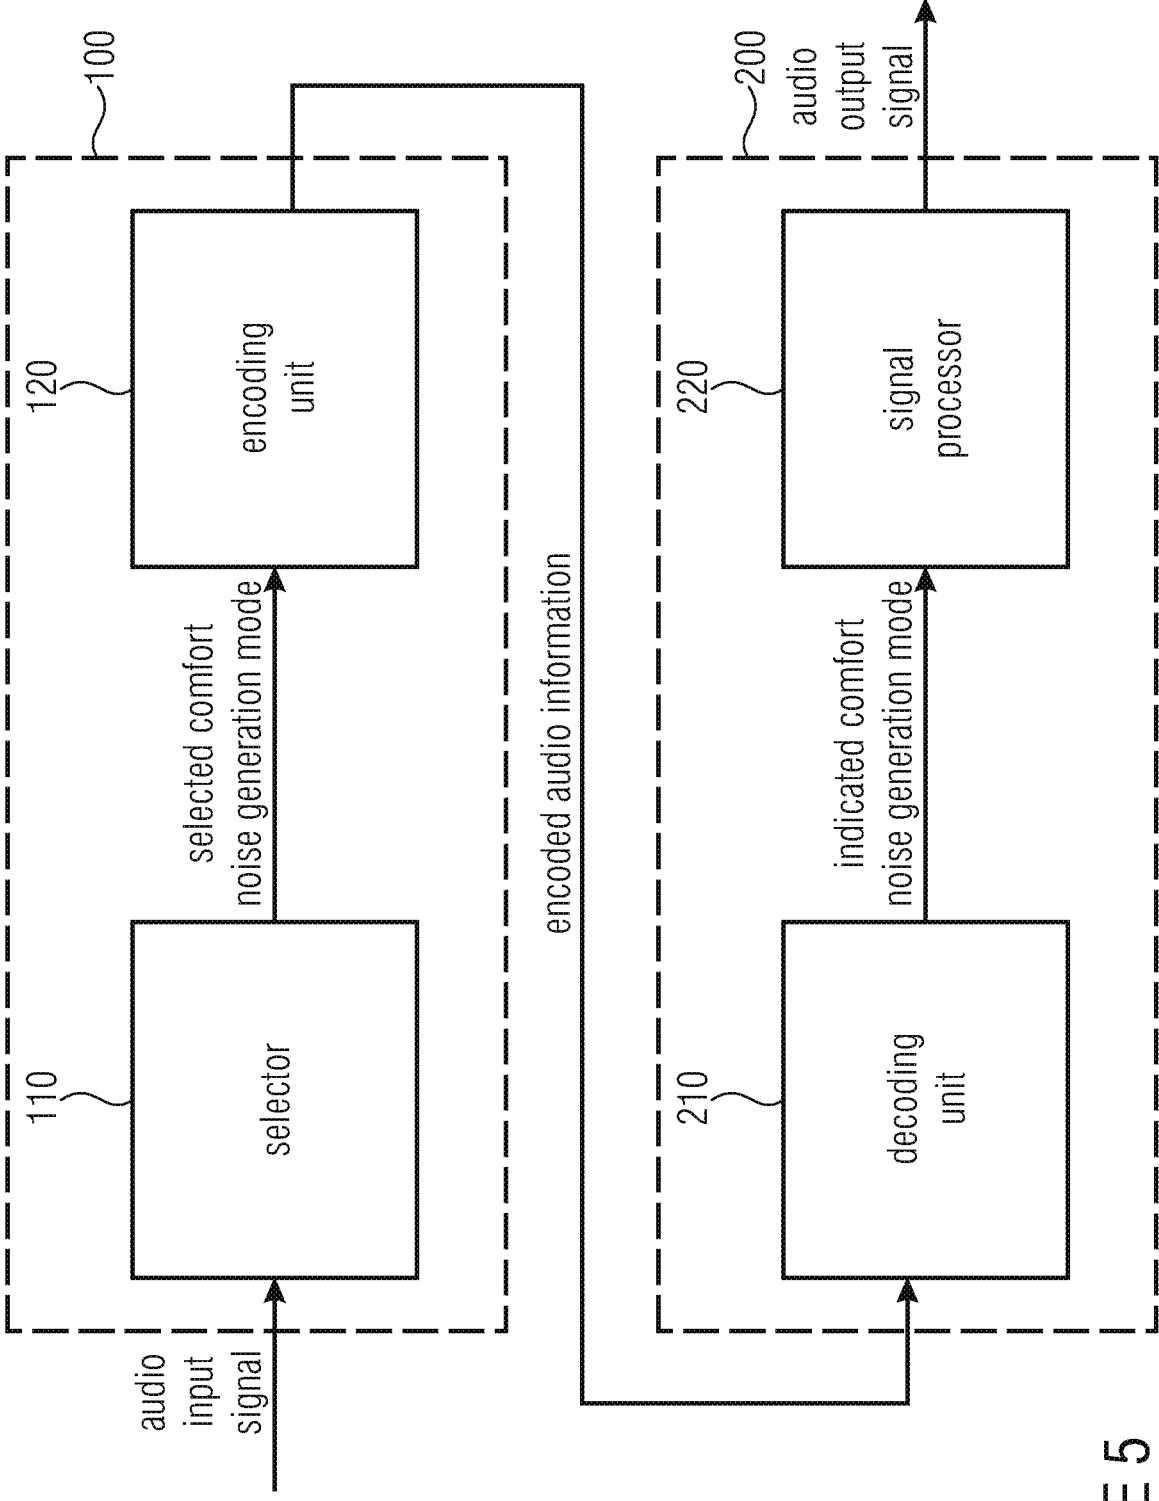 100
110
120
audio
input
signal
selector
selected comfort
noise generation mode
encoding
unit
encoded audio information
200
210
220
decoding
unit
indicated comfort
noise generation mode
signal
processor
audio
output
signal
E 5